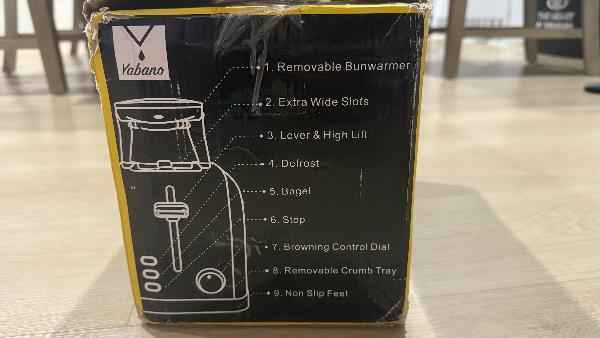 Yabano
1. Removable Bunwarmer
2. Extra Wide Slots
3. Lever & High Lift
4. Defrost
5. Bagel
6. Stop
7. Browning Control Dial
8. Removable Crumb Tray
9. Non Slip Feet